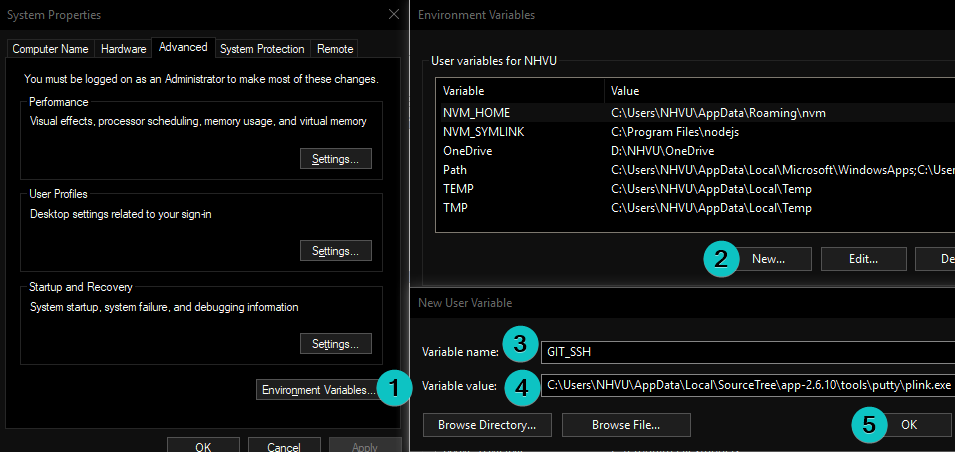 System Properties
Computer Name Hardware Advanced System Protection Remote
You must be logged on as an Administrator to make most of these changes.
Performance
Visual effects, processor scheduling, memory usage, and virtual memory
Settings...
User Profiles
Desktop settings related to your sign-in
Settings...
Startup and Recovery
System startup, system failure, and debugging information
Settings...
Environment Variables... 1
OK Cancel Apply
Environment Variables
User variables for NHVU
Variable Value
NVM_HOME C:\Users\NHVU\AppData\Roaming\nvm
NVM_SYMLINK C:\Program Files\nodejs
OneDrive D:\NHVU\OneDrive
Path C:\Users\NHVU\AppData\Local\Microsoft\WindowsApps;C:\User
TEMP C:\Users\NHVU\AppData\Local\Temp
TMP C:\Users\NHVU\AppData\Local\Temp
2 New... Edit... De
New User Variable
Variable name: 3 GIT_SSH
Variable value: 4 C:\Users\NHVU\AppData\Local\SourceTree\app-2.6.10\tools\putty\plink.exe
Browse Directory... Browse File... 5 OK